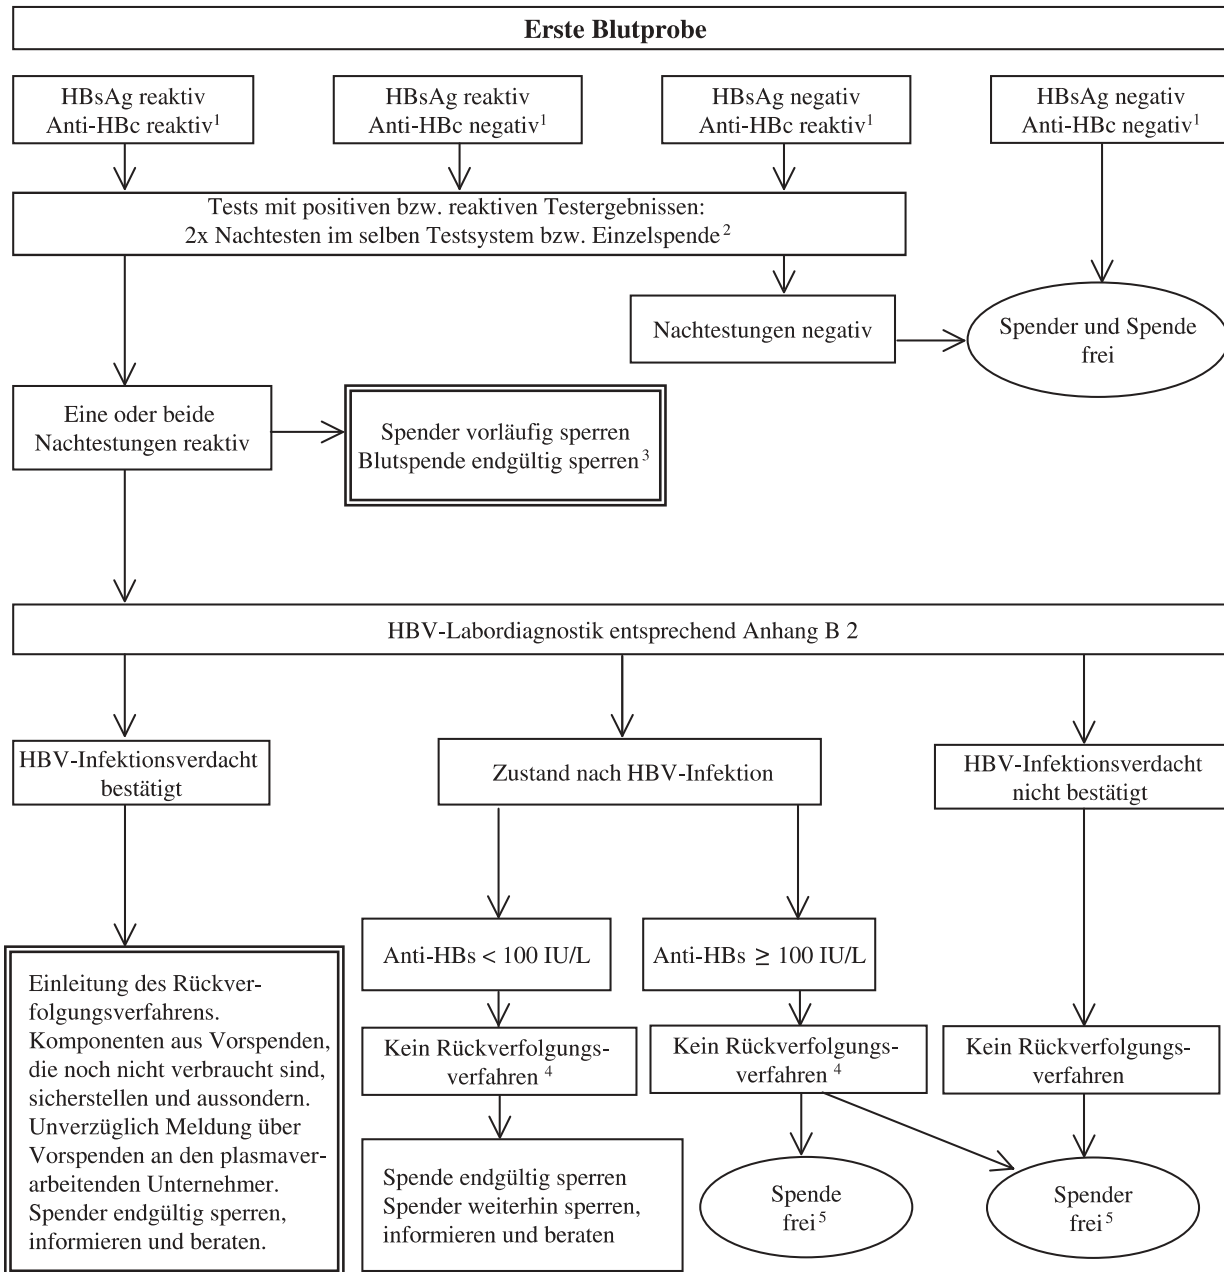 Erste Blutprobe
HBsAg reaktiv
Anti-HBc reaktiv¹
HBsAg reaktiv
Anti-HBc negativ¹
HBsAg negativ
Anti-HBc reaktiv¹
HBsAg negativ
Anti-HBc negativ¹
Tests mit positiven bzw. reaktiven Testergebnissen:
2x Nachtesten im selben Testsystem bzw. Einzelspende²
Nachtestungen negativ
Spender und Spende
frei
Eine oder beide
Nachtestungen reaktiv
Spender vorläufig sperren
Blutspende endgültig sperren³
HBV-Labordiagnostik entsprechend Anhang B 2
HBV-Infektionsverdacht
bestätigt
Zustand nach HBV-Infektion
HBV-Infektionsverdacht
nicht bestätigt
Anti-HBs < 100 IU/L
Anti-HBs ≥ 100 IU/L
Einleitung des Rückver-
folgungsverfahrens.
Komponenten aus Vorspenden,
die noch nicht verbraucht sind,
sicherstellen und aussondern.
Unverzüglich Meldung über
Vorspenden an den plasmaver-
arbeitenden Unternehmer.
Spender endgültig sperren,
informieren und beraten.
Kein Rückverfolgungs-
verfahren ⁴
Kein Rückverfolgungs-
verfahren ⁴
Kein Rückverfolgungs-
verfahren
Spende endgültig sperren
Spender weiterhin sperren,
informieren und beraten
Spende
frei⁵
Spender
frei⁵